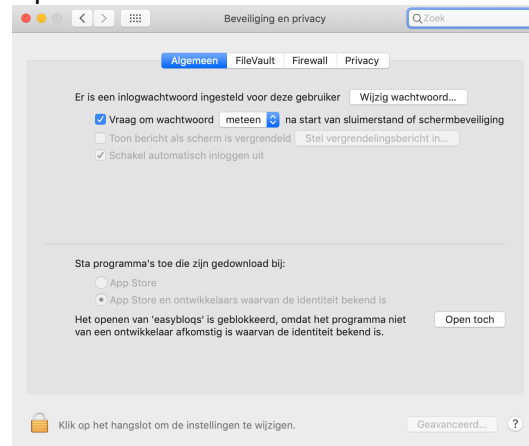 Beveiliging en privacy
Zoek
Algemeen FileVault Firewall Privacy
Er is een inlogwachtwoord ingesteld voor deze gebruiker Wijzig wachtwoord...
Vraag om wachtwoord meteen na start van sluimerstand of schermbeveiliging
Toon bericht als scherm is vergrendeld Stel vergrendelingsbericht in...
Schakel automatisch inloggen uit
Sta programma's toe die zijn gedownload bij:
App Store
App Store en ontwikkelaars waarvan de identiteit bekend is
Het openen van 'easybloqs' is geblokkeerd, omdat het programma niet Open toch
van een ontwikkelaar afkomstig is waarvan de identiteit bekend is.
Klik op het hangslot om de instellingen te wijzigen. Geavanceerd... ?